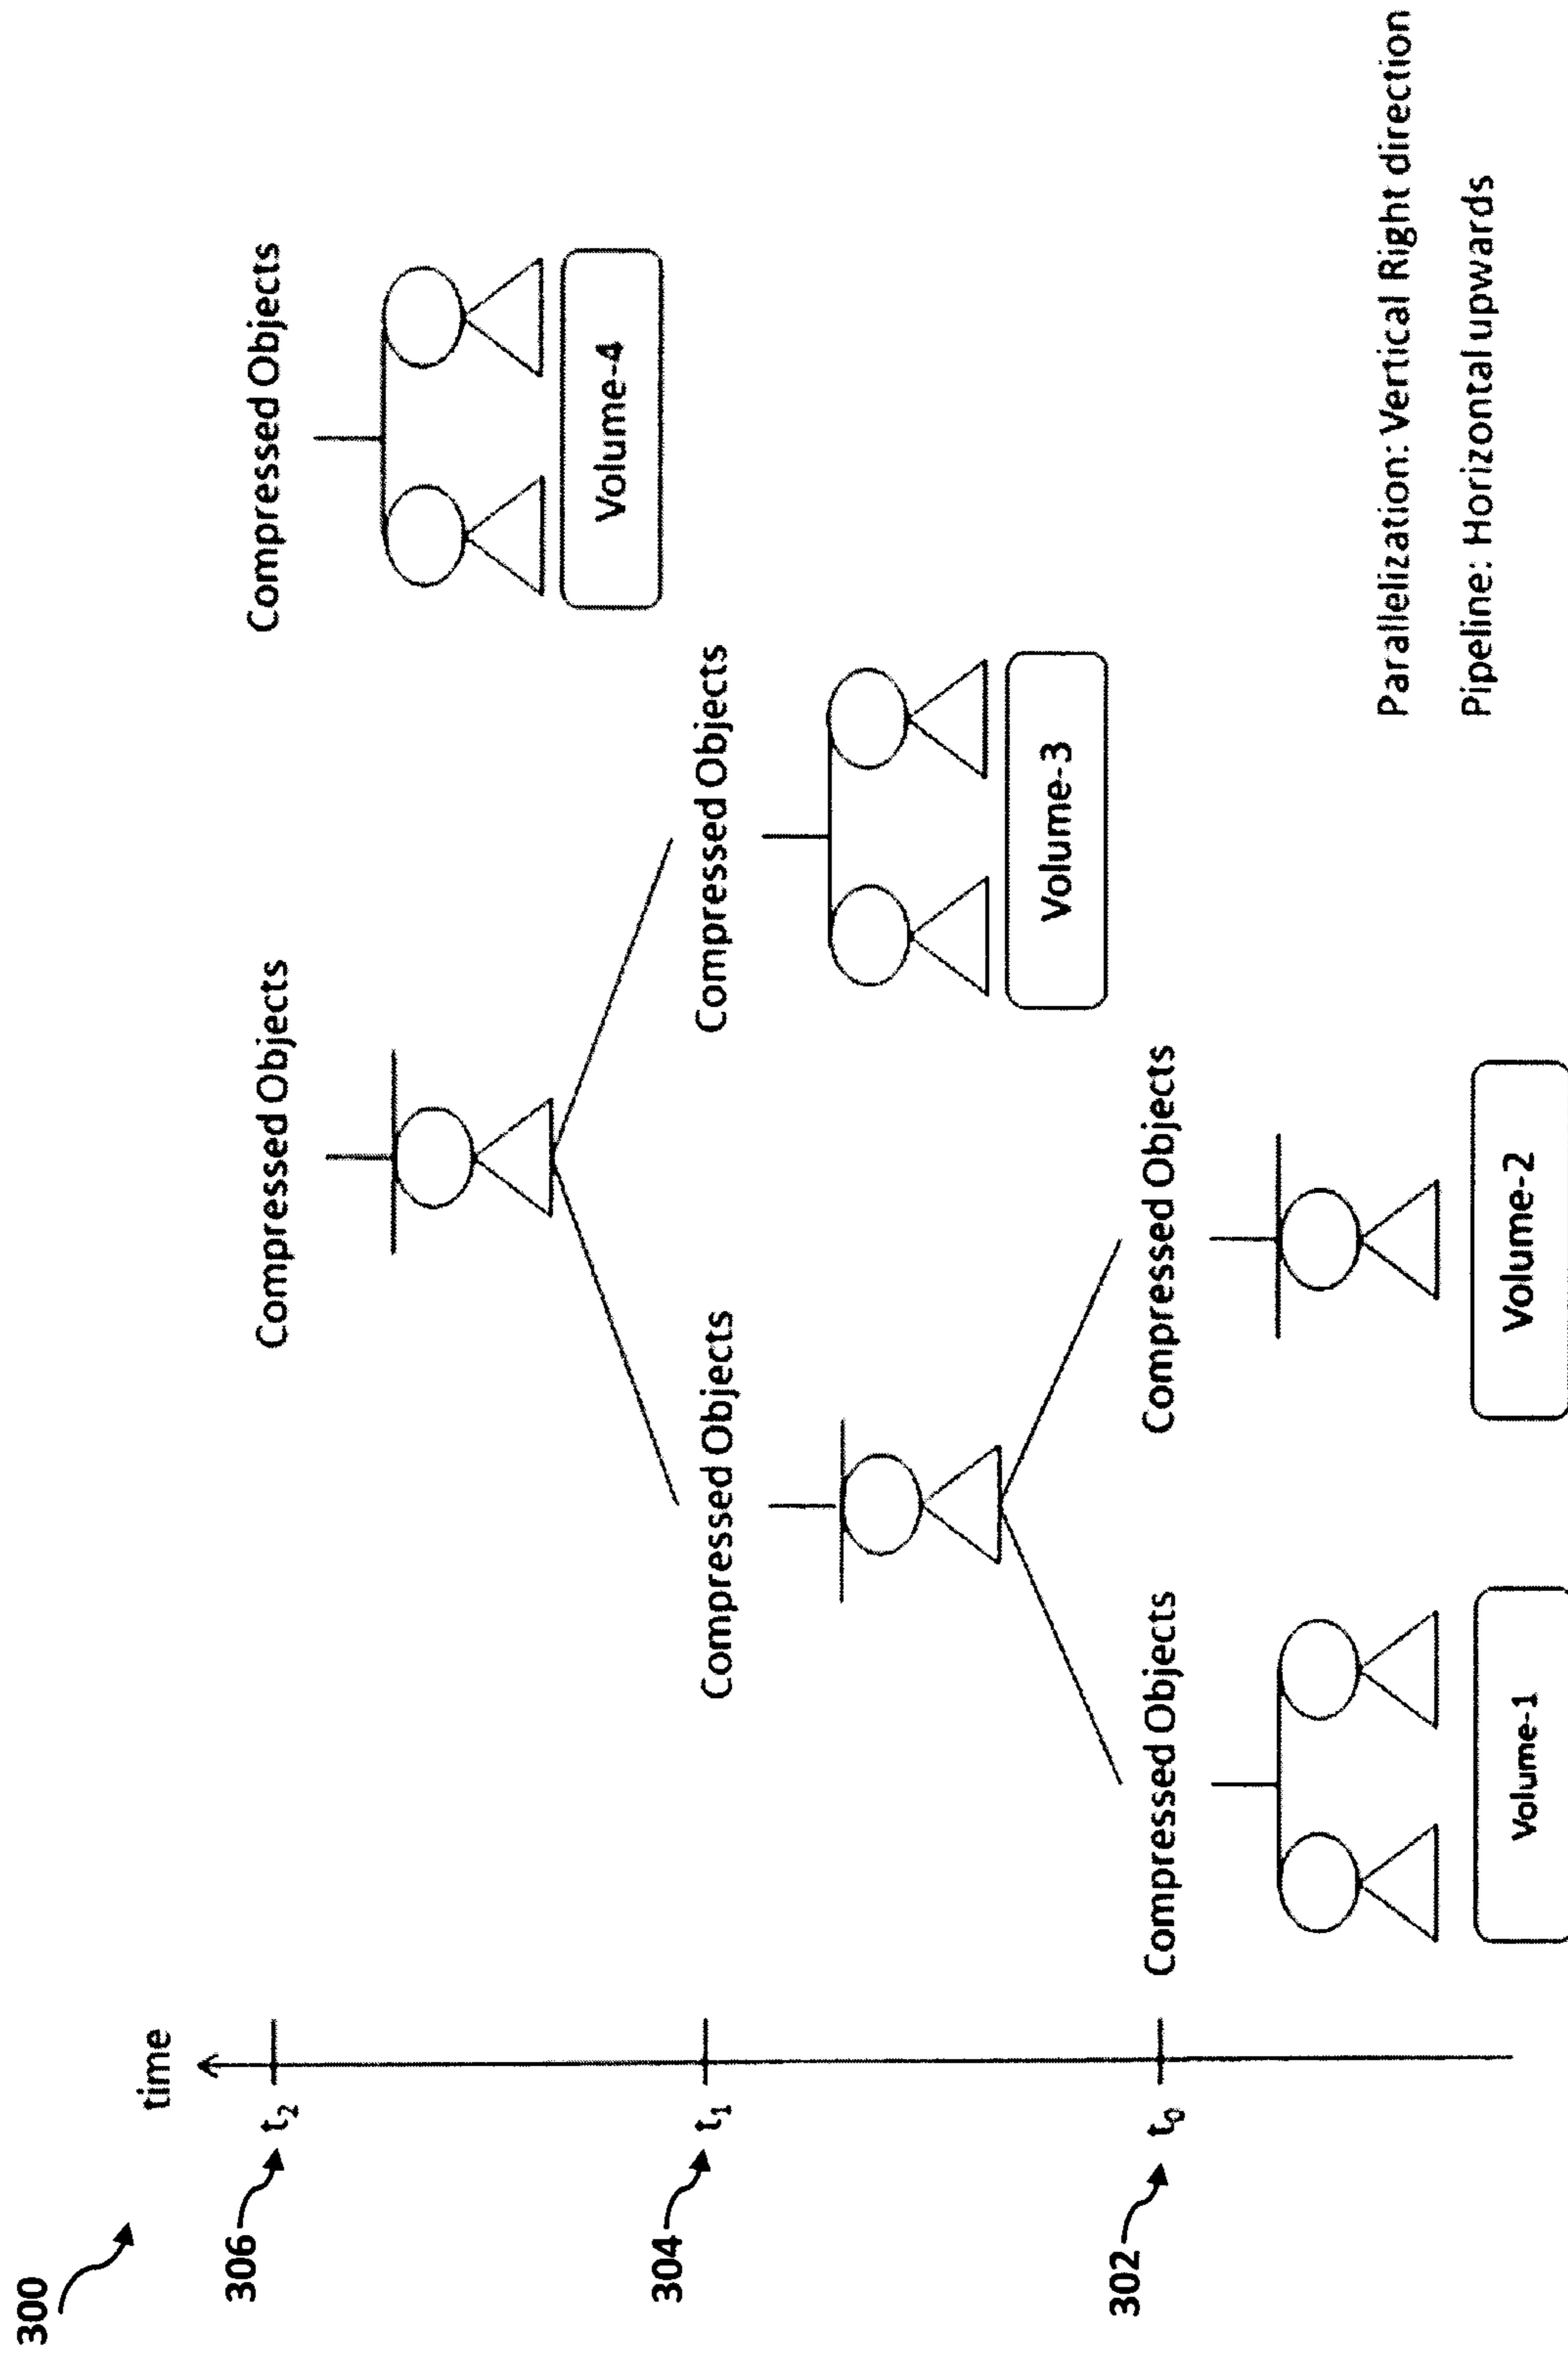 300
time
306
t2
Compressed Objects
Compressed Objects
Volume-4
304
t1
Compressed Objects
Compressed Objects
Volume-3
302
t0
Compressed Objects
Compressed Objects
Volume-1
Volume-2
Parallelization: Vertical Right direction
Pipeline: Horizontal upwards